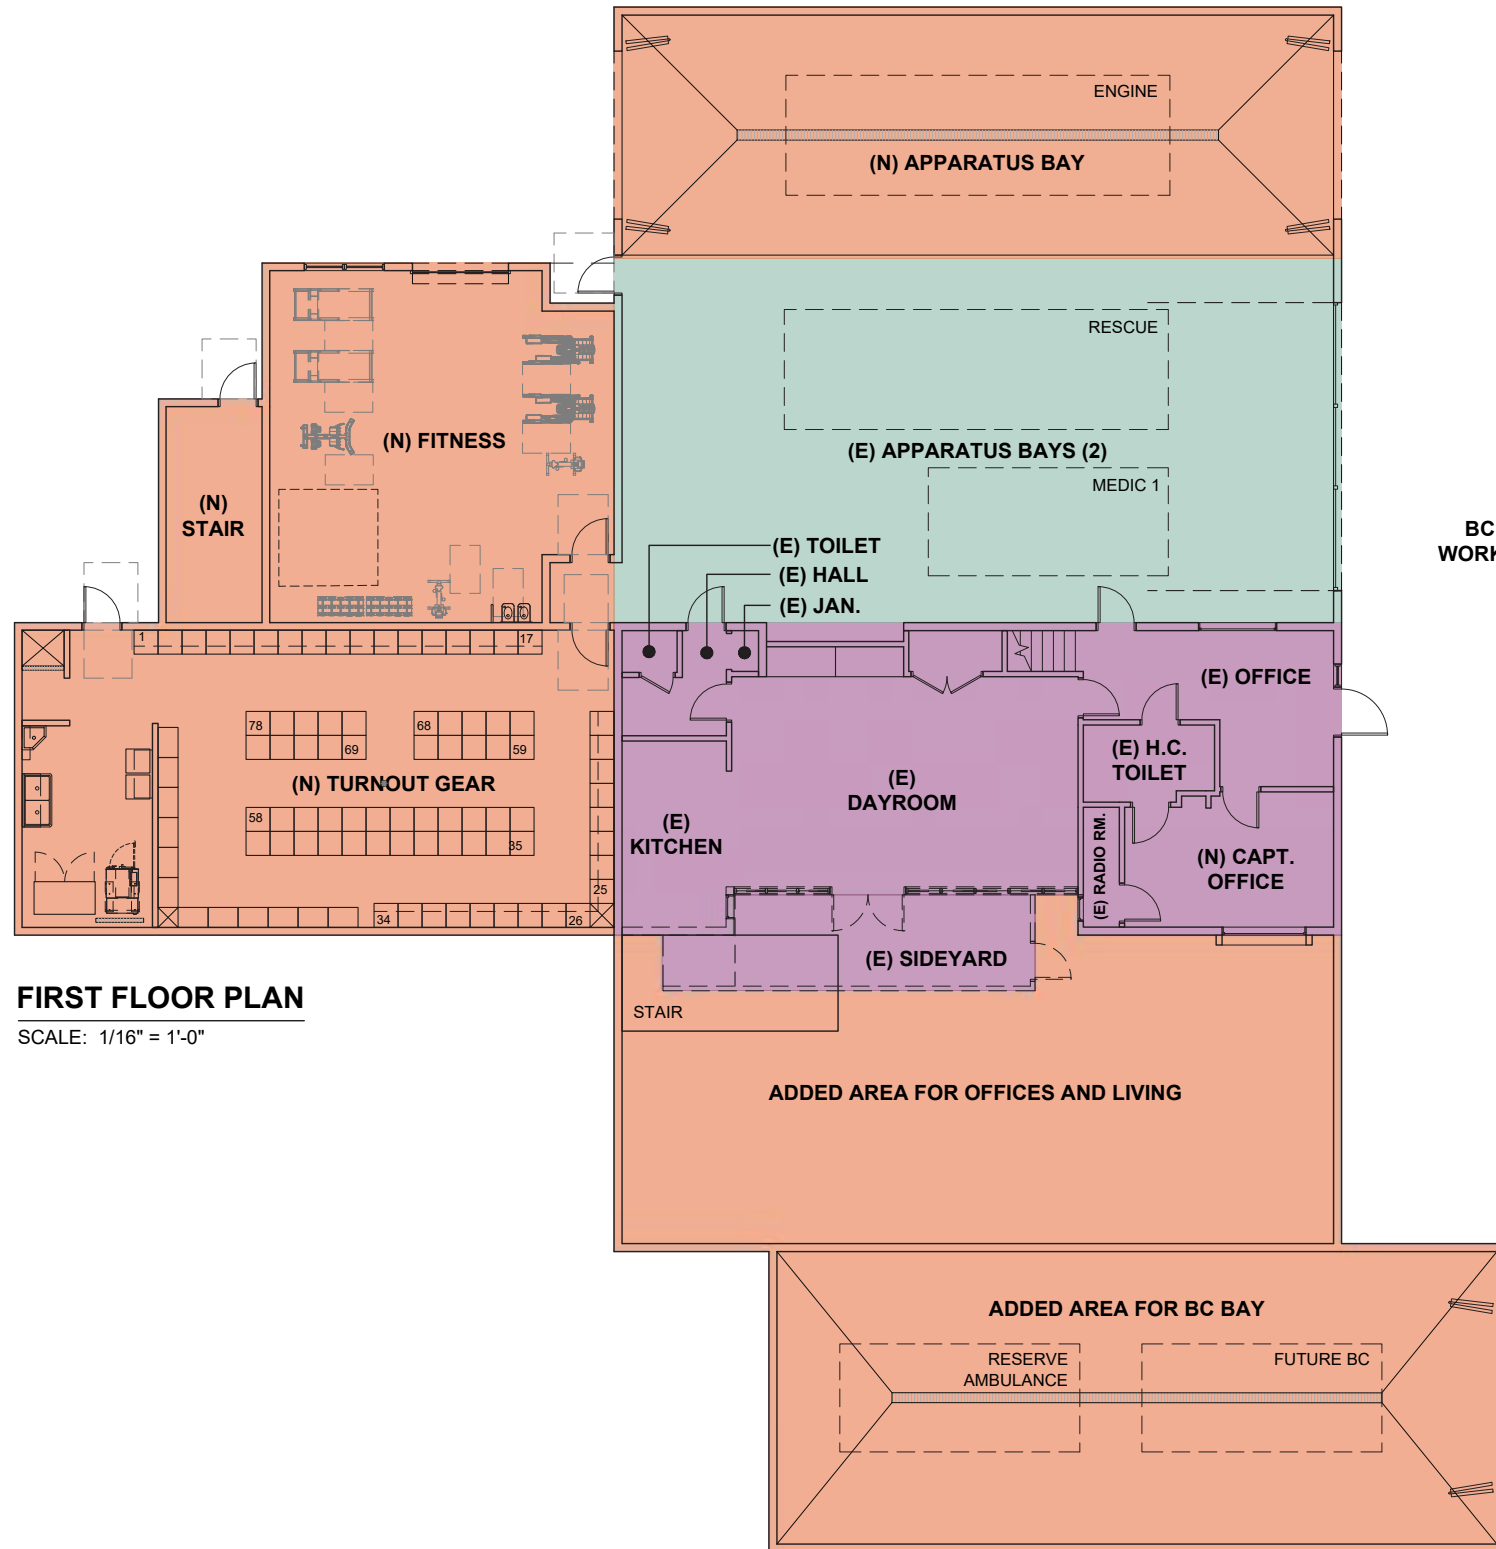 ENGINE
(N) APPARATUS BAY
RESCUE
(E) APPARATUS BAYS (2)
MEDIC 1
(N) FITNESS
(N)
STAIR
BC
WORK
(E) TOILET
(E) HALL
(E) JAN.
1
17
78
69
68
59
(N) TURNOUT GEAR
58
35
25
34
26
(E) OFFICE
(E) H.C.
TOILET
(E)
DAYROOM
(E)
KITCHEN
(E) RADIO RM.
(N) CAPT.
OFFICE
(E) SIDEYARD
STAIR
FIRST FLOOR PLAN
SCALE: 1/16" = 1'-0"
ADDED AREA FOR OFFICES AND LIVING
ADDED AREA FOR BC BAY
RESERVE
AMBULANCE
FUTURE BC